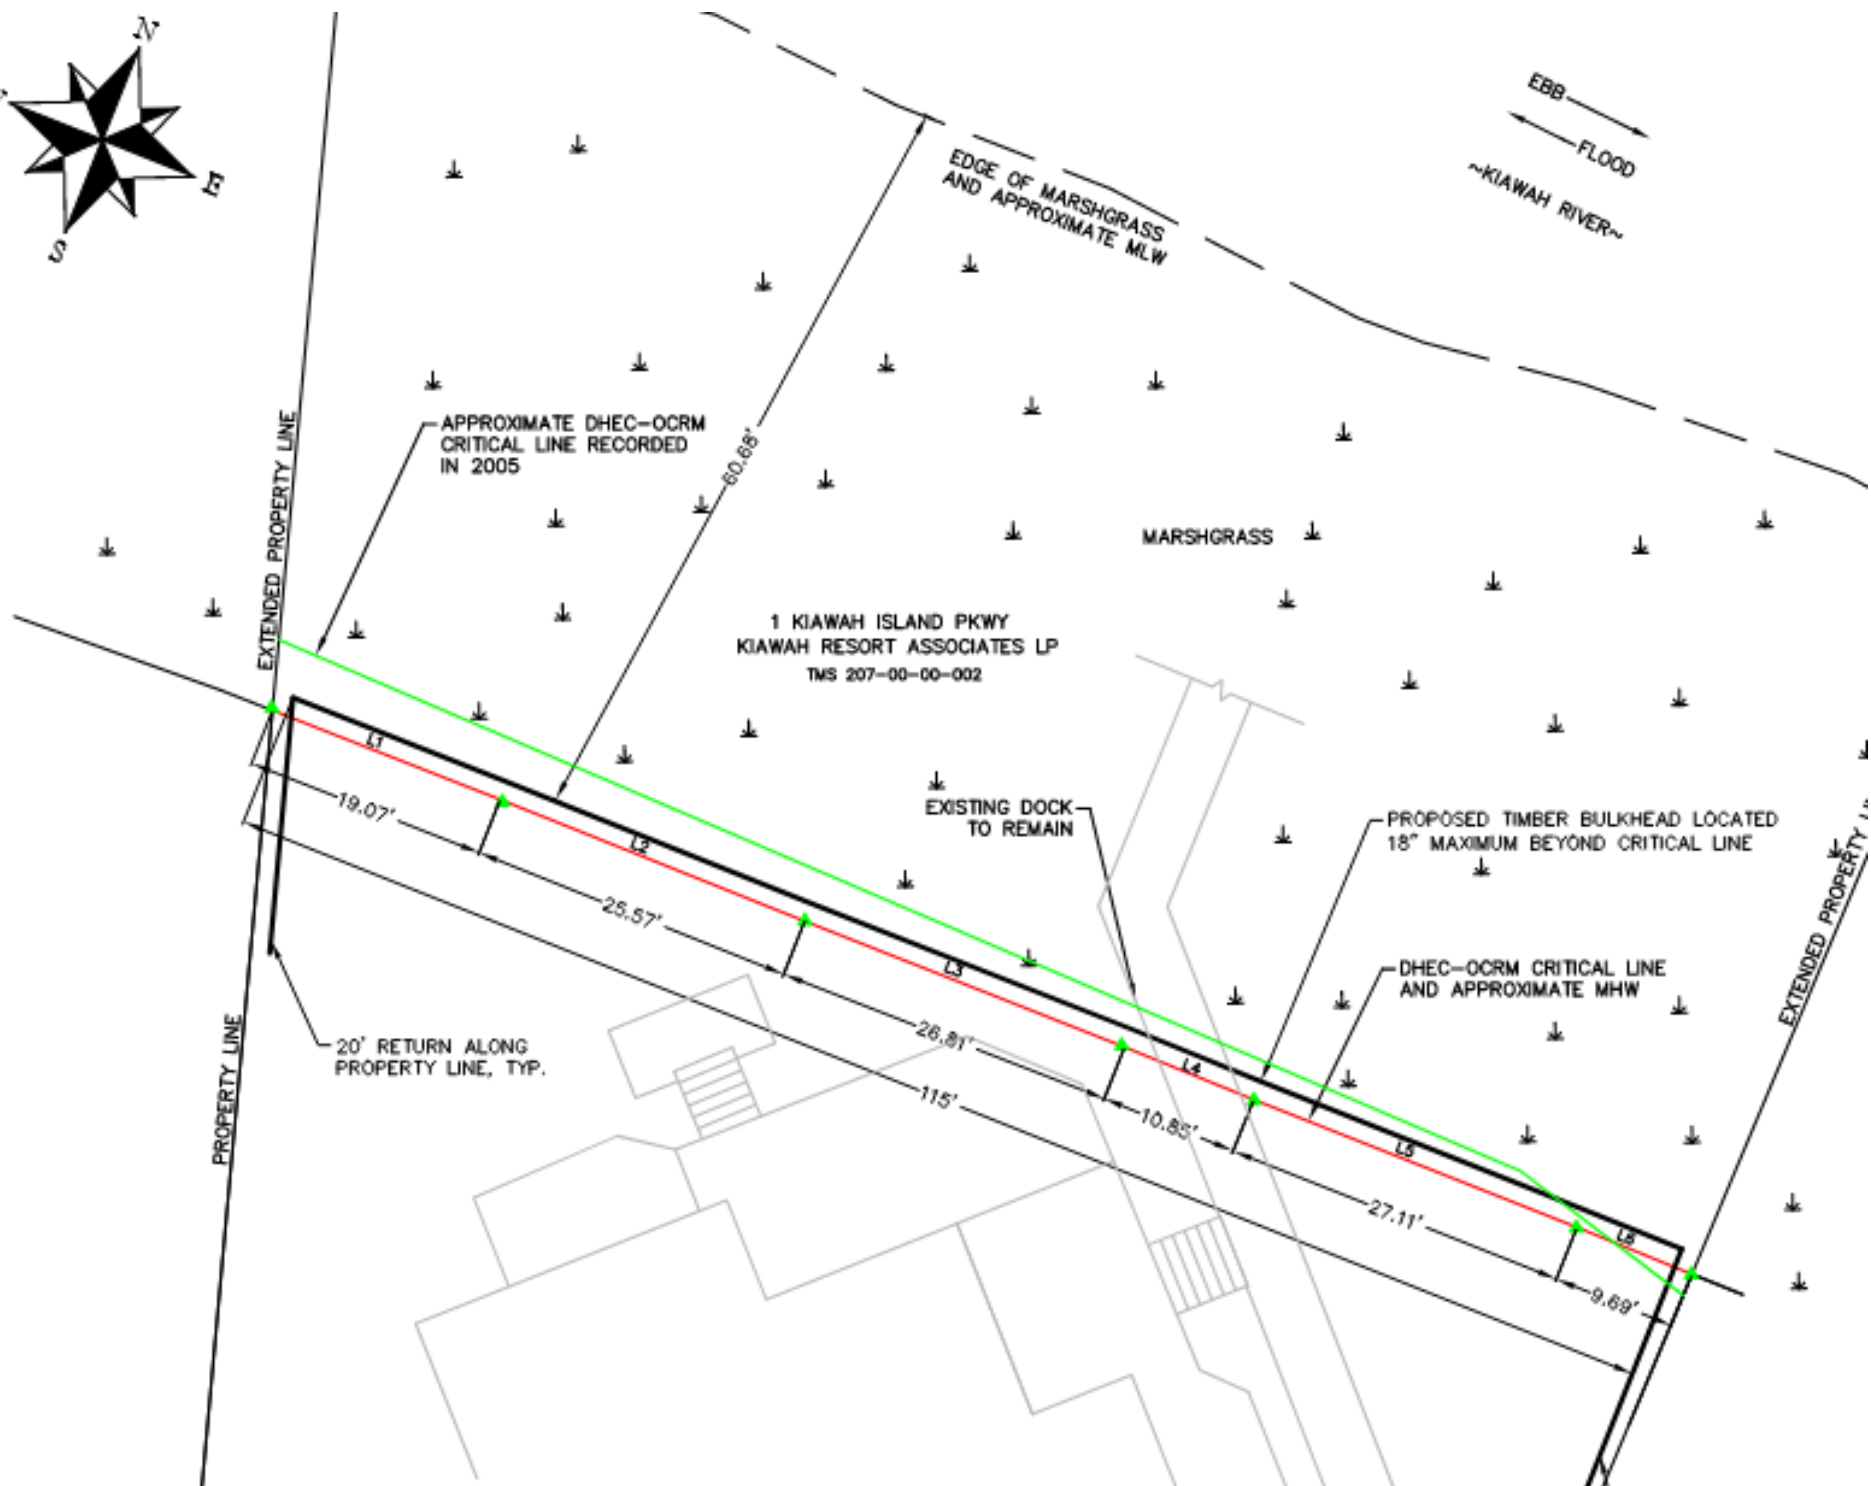 N
E
S
EBB
FLOOD
~KIAWAH RIVER~
EDGE OF MARSHGRASS
AND APPROXIMATE MLW
APPROXIMATE DHEC-OCRM
CRITICAL LINE RECORDED
IN 2005
EXTENDED PROPERTY LINE
60.68'
MARSHGRASS
1 KIAWAH ISLAND PKWY
KIAWAH RESORT ASSOCIATES LP
TMS 207-00-00-002
L1
19.07'
L2
25.57'
EXISTING DOCK
TO REMAIN
PROPOSED TIMBER BULKHEAD LOCATED
18" MAXIMUM BEYOND CRITICAL LINE
EXTENDED PROPERTY
L3
26.81'
DHEC-OCRM CRITICAL LINE
AND APPROXIMATE MHW
20' RETURN ALONG
PROPERTY LINE, TYP.
PROPERTY LINE
115'
L4
10.85'
L5
27.11'
L6
9.69'